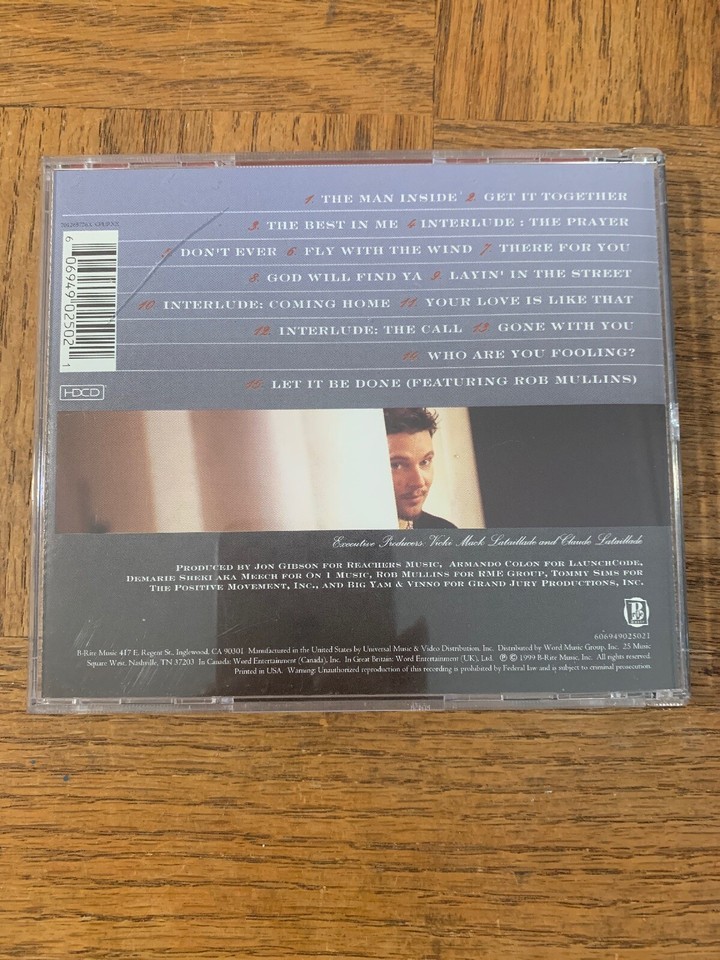 1. THE MAN INSIDE 2. GET IT TOGETHER
3. THE BEST IN ME 4. INTERLUDE : THE PRAYER
5. DON'T EVER 6. FLY WITH THE WIND 7. THERE FOR YOU
8. GOD WILL FIND YA 9. LAYIN' IN THE STREET
10. INTERLUDE: COMING HOME 11. YOUR LOVE IS LIKE THAT
12. INTERLUDE: THE CALL 13. GONE WITH YOU
14. WHO ARE YOU FOOLING?
15. LET IT BE DONE (FEATURING ROB MULLINS)
6 06949 02502 1
HDCD
Executive Producers: Vicki Mack Lataillade and Claude Lataillade
PRODUCED BY JON GIBSON FOR REACHERS MUSIC, ARMANDO COLON FOR LAUNCHCODE,
DEMARIE SHEKI AKA MEECH FOR ON 1 MUSIC, ROB MULLINS FOR RME GROUP, TOMMY SIMS FOR
THE POSITIVE MOVEMENT, INC., AND BIG YAM & VINNO FOR GRAND JURY PRODUCTIONS, INC.
606949025021
B-Rite Music 417 E. Regent St., Inglewood, CA 90301 Manufactured in the United States by Universal Music & Video Distribution, Inc. Distributed by Word Music Group, Inc. 25 Music
Square West, Nashville, TN 37203 In Canada: Word Entertainment (Canada), Inc. In Great Britain: Word Entertainment (UK), Ltd. ℗ © 1999 B-Rite Music, Inc. All rights reserved.
Printed in USA Warning: Unauthorized reproduction of this recording is prohibited by Federal law and is subject to criminal prosecution.